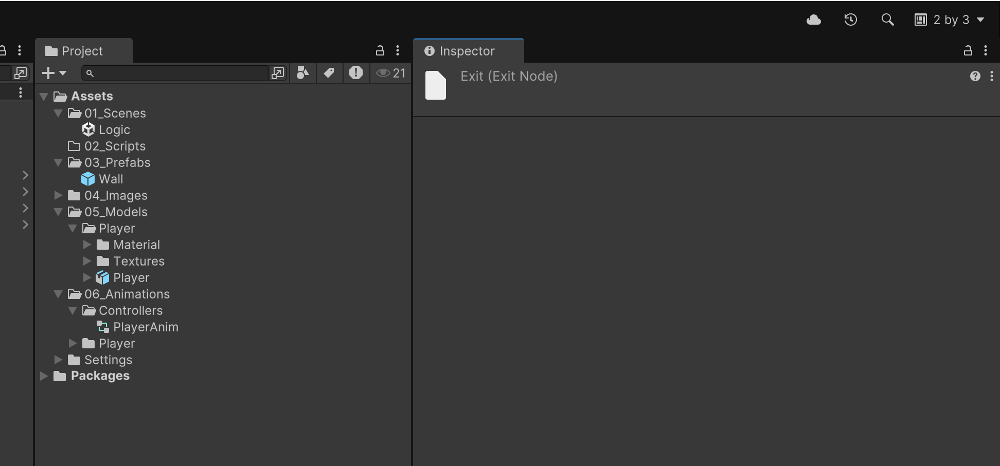 2 by 3
Project
Inspector
21
Exit (Exit Node)
Assets
01_Scenes
Logic
02_Scripts
03_Prefabs
Wall
04_Images
05_Models
Player
Material
Textures
Player
06_Animations
Controllers
PlayerAnim
Player
Settings
Packages